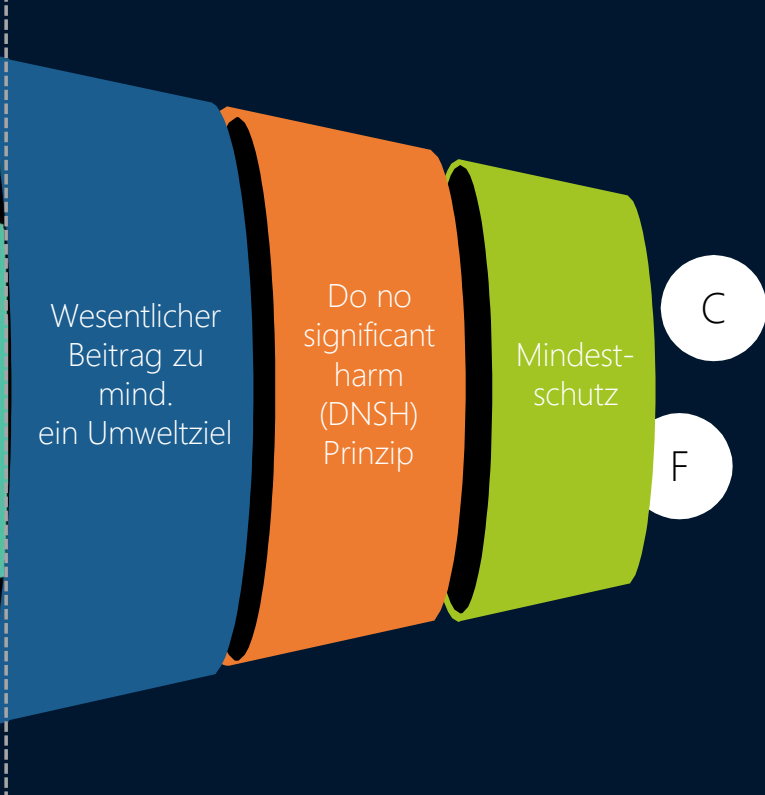 Wesentlicher
Beitrag zu
mind.
ein Umweltziel
Do no
significant
harm
(DNSH)
Prinzip
Mindest-
schutz
C
F